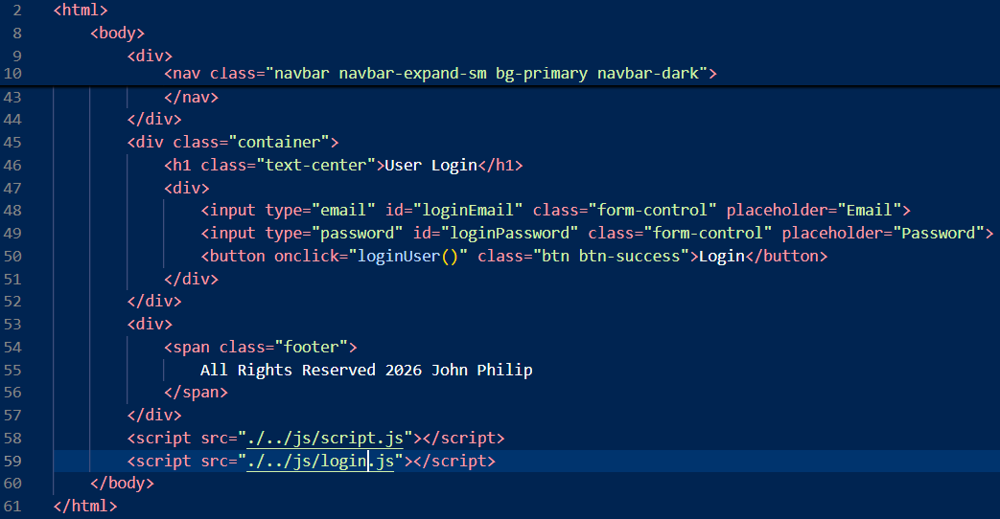 2 <html>
8 <body>
9 <div>
10 <nav class="navbar navbar-expand-sm bg-primary navbar-dark">
43 </nav>
44 </div>
45 <div class="container">
46 <h1 class="text-center">User Login</h1>
47 <div>
48 <input type="email" id="loginEmail" class="form-control" placeholder="Email">
49 <input type="password" id="loginPassword" class="form-control" placeholder="Password">
50 <button onclick="loginUser()" class="btn btn-success">Login</button>
51 </div>
52 </div>
53 <div>
54 <span class="footer">
55 All Rights Reserved 2026 John Philip
56 </span>
57 </div>
58 <script src="./../js/script.js"></script>
59 <script src="./../js/login.js"></script>
60 </body>
61 </html>